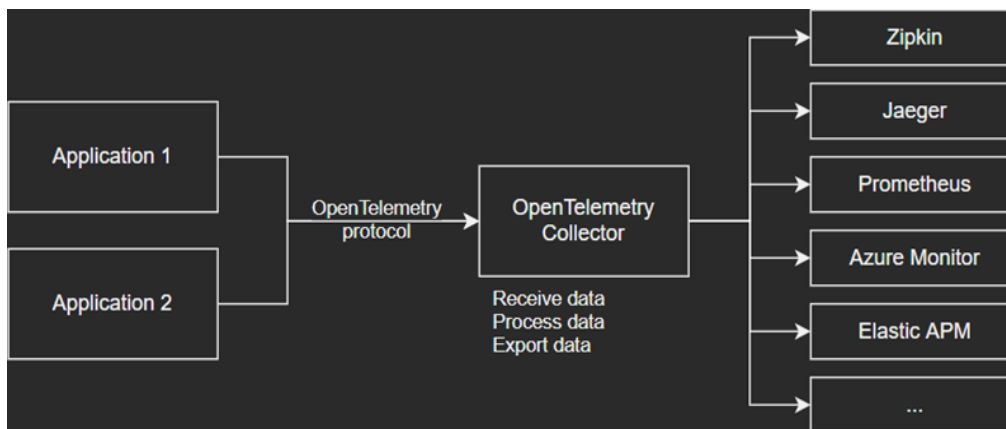 Application 1
Application 2
OpenTelemetry
protocol
OpenTelemetry
Collector
Receive data
Process data
Export data
Zipkin
Jaeger
Prometheus
Azure Monitor
Elastic APM
...